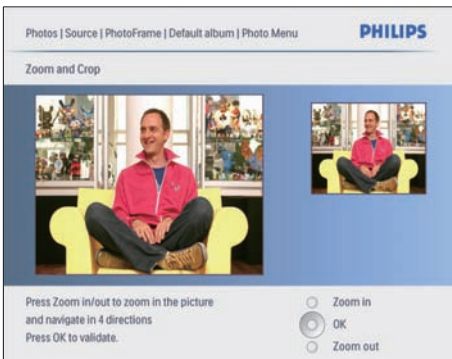 Photos | Source | PhotoFrame | Default album | Photo Menu
PHILIPS
Zoom and Crop
Press Zoom in/out to zoom in the picture
and navigate in 4 directions
Press OK to validate.
Zoom in
OK
Zoom out